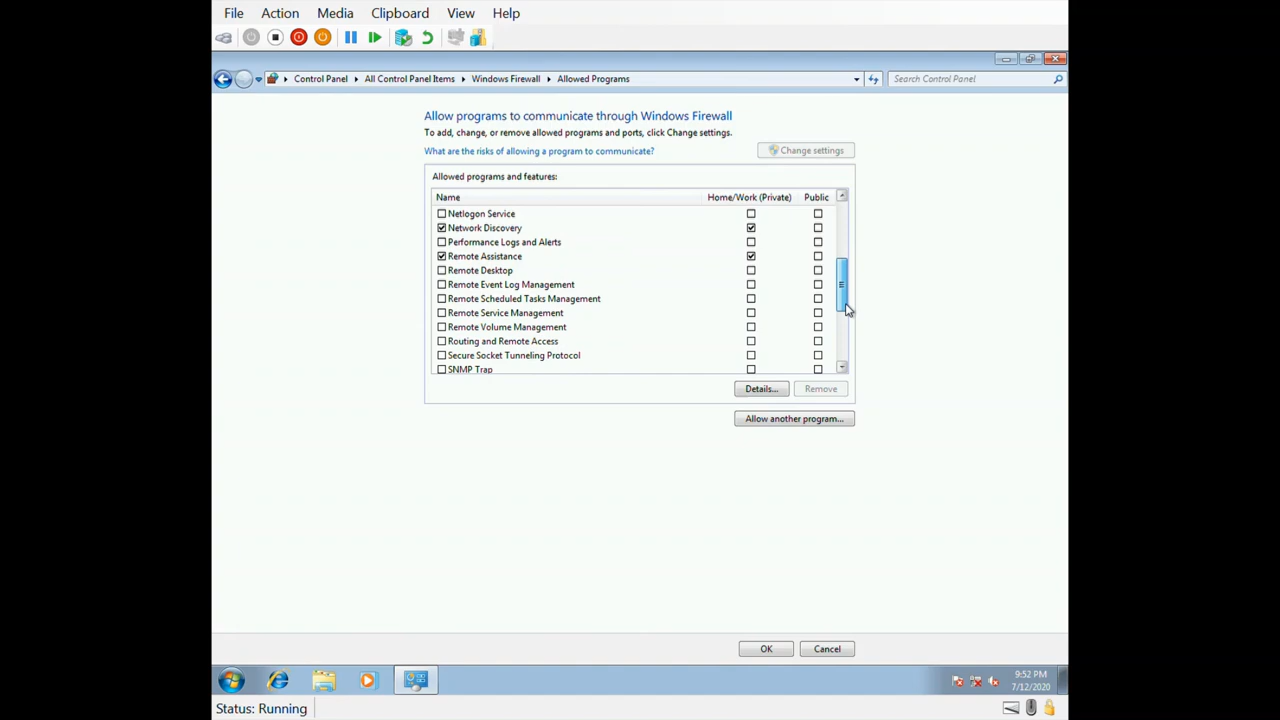 File Action Media Clipboard View Help
Control Panel All Control Panel Items Windows Firewall Allowed Programs Search Control Panel
Allow programs to communicate through Windows Firewall
To add, change, or remove allowed programs and ports, click Change settings.
What are the risks of allowing a program to communicate? Change settings
Allowed programs and features:
Name Home/Work (Private) Public
Netlogon Service
Network Discovery
Performance Logs and Alerts
Remote Assistance
Remote Desktop
Remote Event Log Management
Remote Scheduled Tasks Management
Remote Service Management
Remote Volume Management
Routing and Remote Access
Secure Socket Tunneling Protocol
SNMP Trap
Details... Remove
Allow another program...
OK Cancel
9:52 PM
7/12/2020
Status: Running